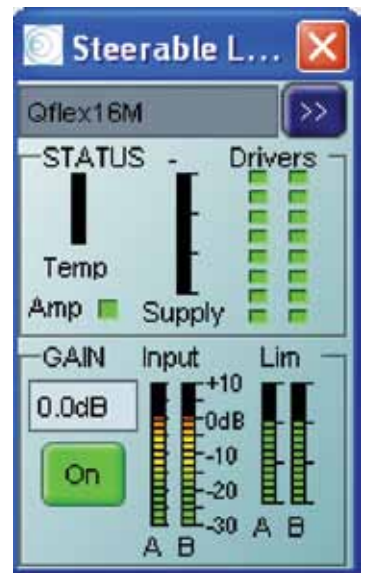 Steerable L...
Qflex16M >>
STATUS - Drivers
Temp
Amp Supply
GAIN Input Lim
+10
0.0dB 0dB
-10
On -20
-30
A B A B